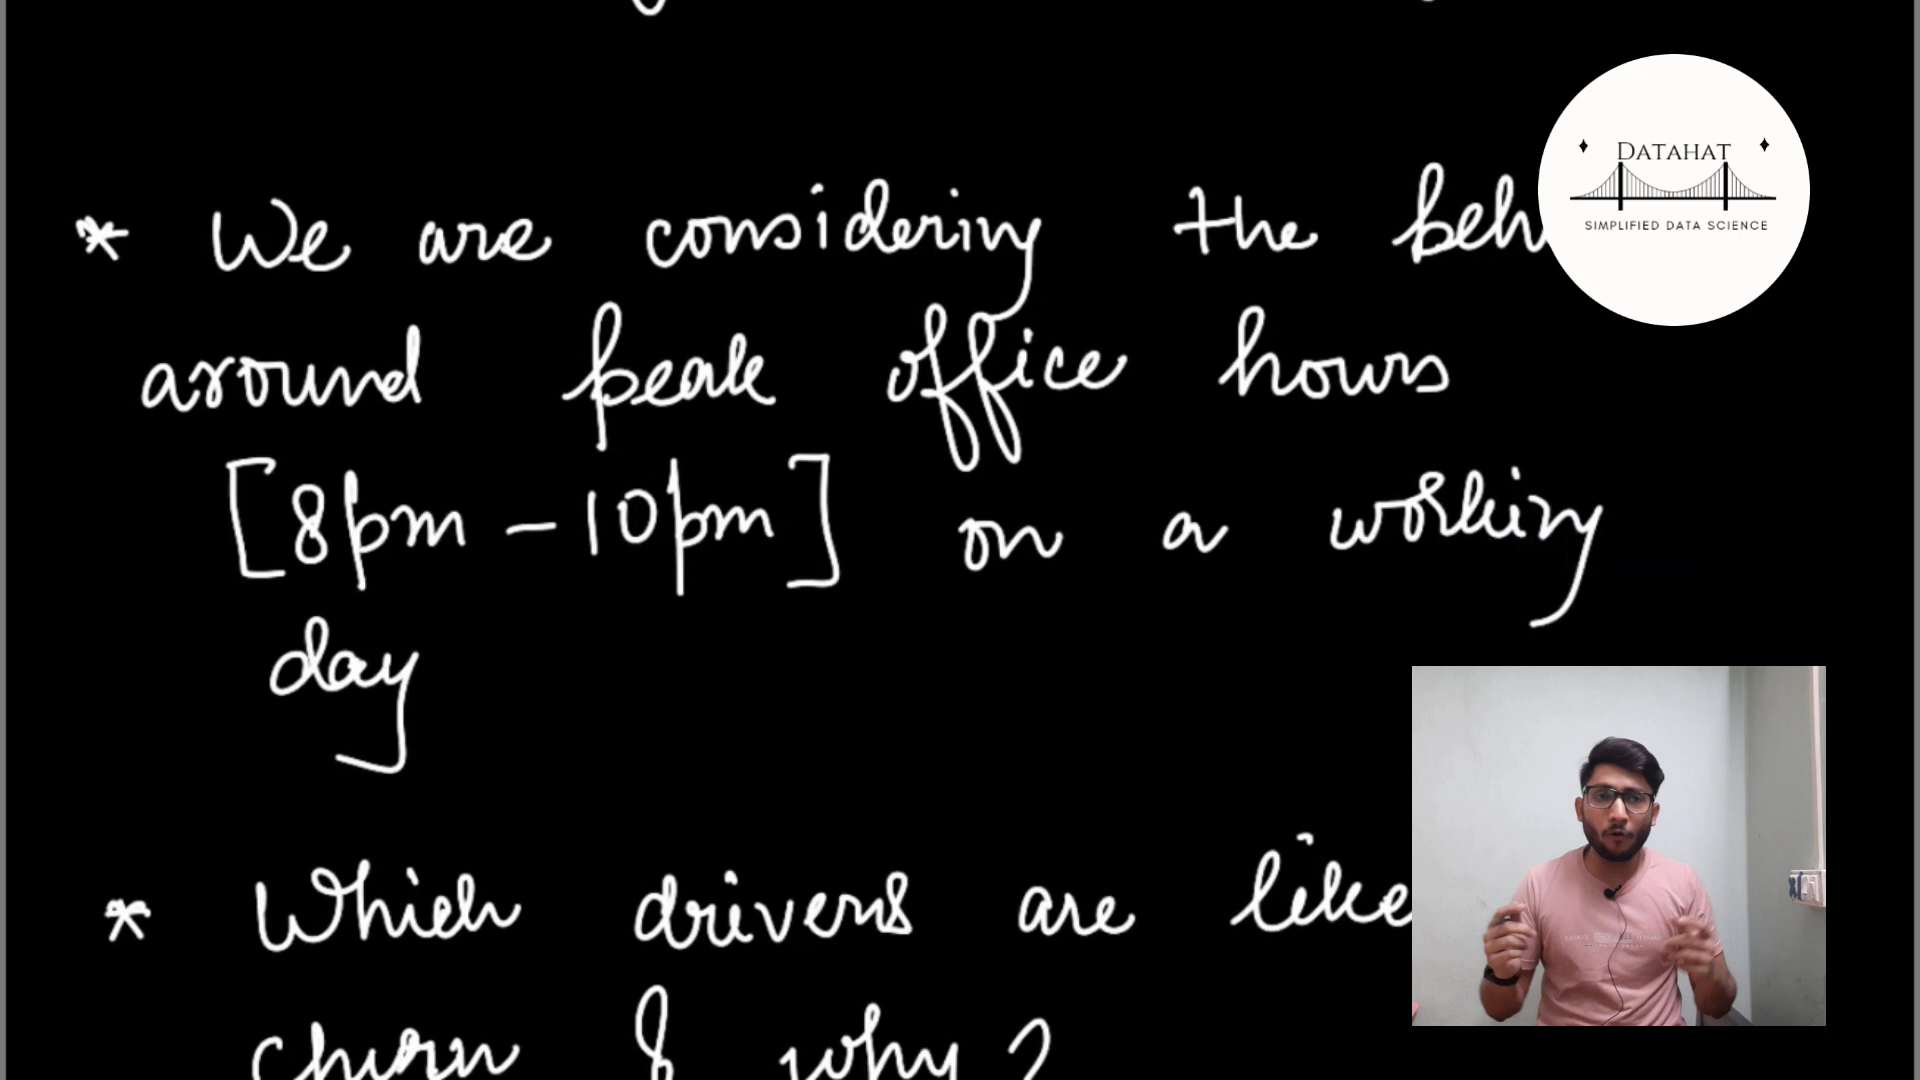 * We are considering the beh
around peak office hours
[8pm - 10pm] on a working
day
* Which drivers are like
churn & why?
DATAHAT
SIMPLIFIED DATA SCIENCE